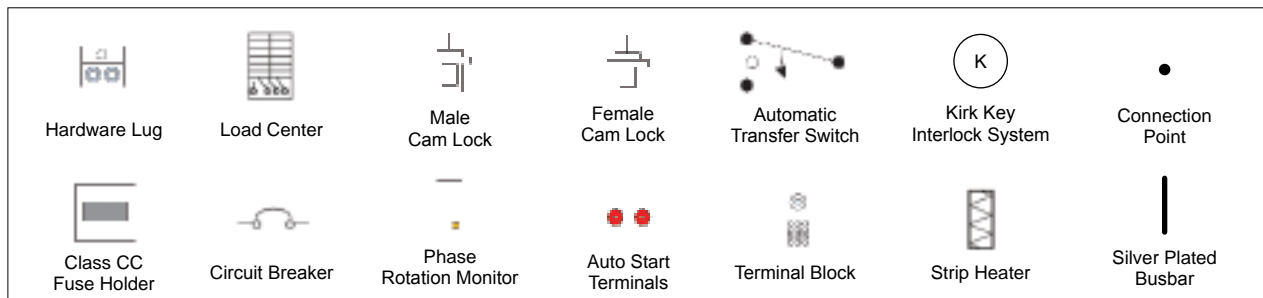 Hardware Lug
Load Center
Male
Cam Lock
Female
Cam Lock
Automatic
Transfer Switch
K
Kirk Key
Interlock System
Connection
Point
Class CC
Fuse Holder
Circuit Breaker
Phase
Rotation Monitor
Auto Start
Terminals
Terminal Block
Strip Heater
Silver Plated
Busbar